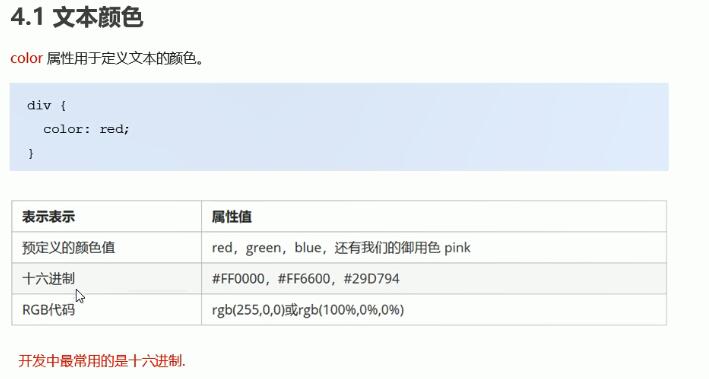 4.1 文本颜色
color 属性用于定义文本的颜色。
div {
color: red;
}
表示表示 属性值
预定义的颜色值 red，green，blue，还有我们的御用色 pink
十六进制 #FF0000，#FF6600，#29D794
RGB代码 rgb(255,0,0)或rgb(100%,0%,0%)
开发中最常用的是十六进制.